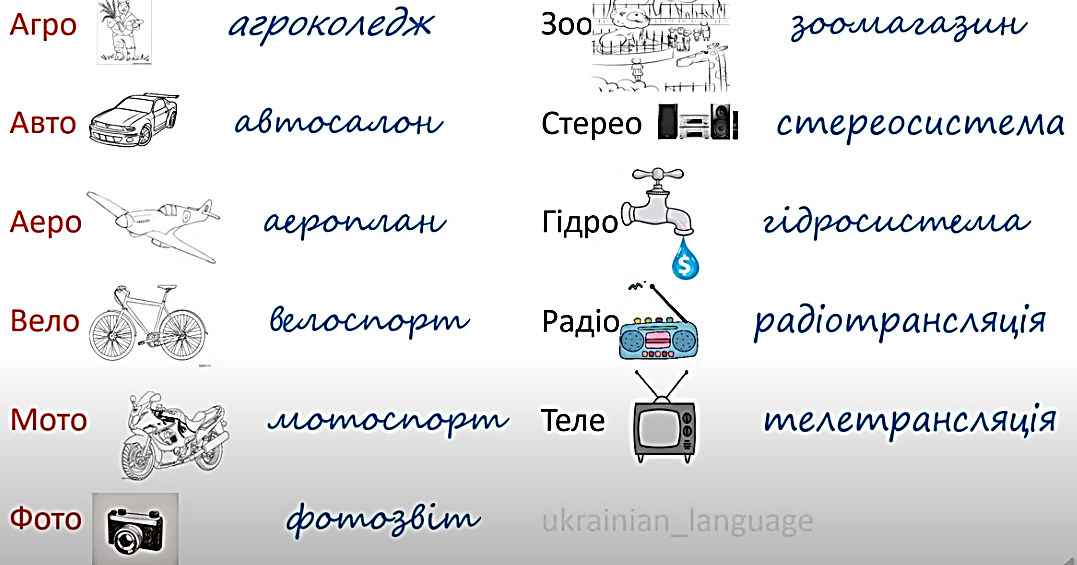 Агро агроколедж
Авто автосалон
Аеро аероплан
Вело велоспорт
Мото мотоспорт
Фото фотозвіт
Зоо зоомагазин
Стерео стереосистема
Гідро $ гідросистема
Радіо радіотрансляція
Теле телетрансляція
ukrainian_language